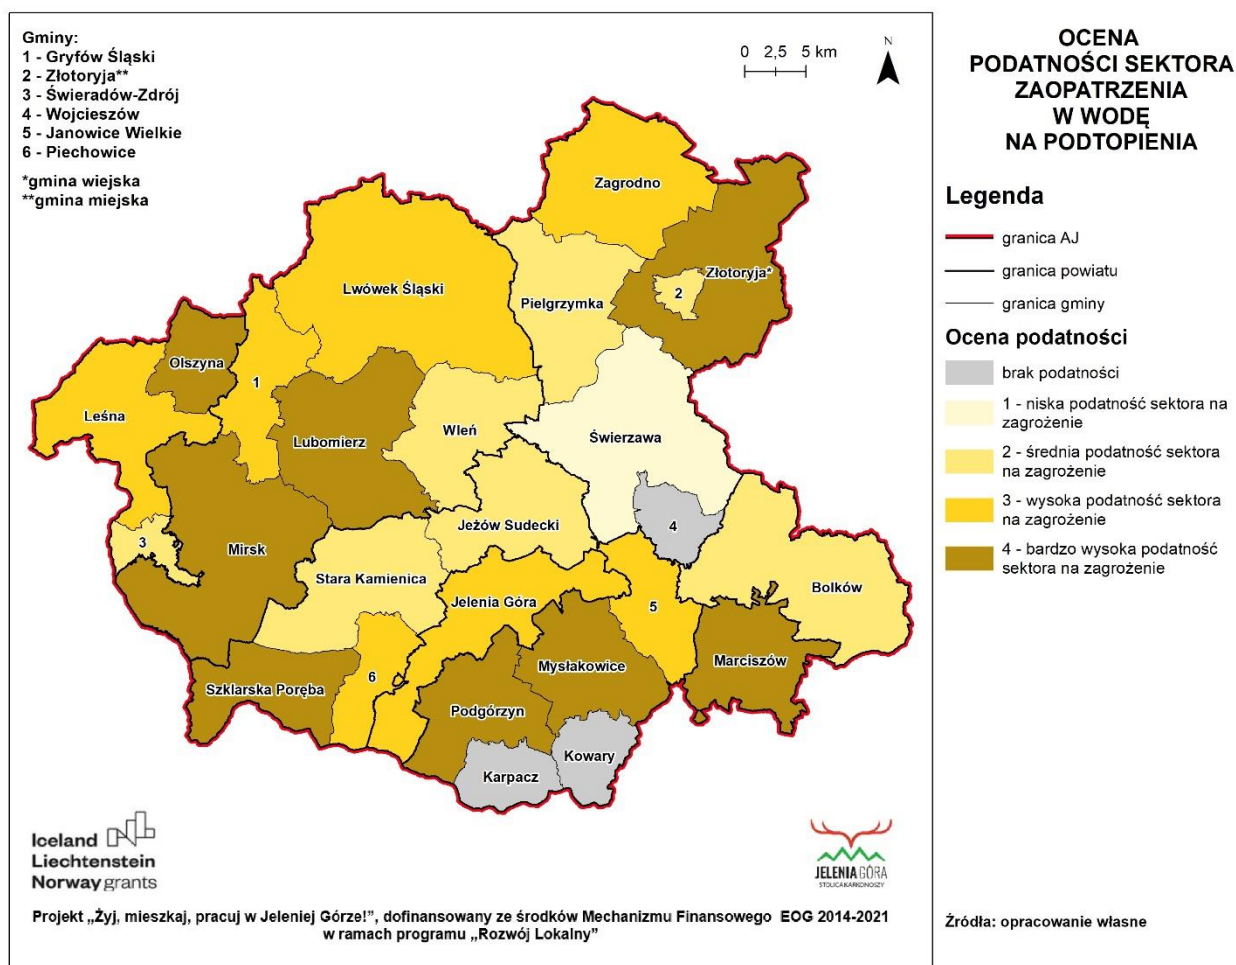 Gminy:
1 - Gryfów Śląski
2 - Złotoryja**
3 - Świeradów-Zdrój
4 - Wojcieszów
5 - Janowice Wielkie
6 - Piechowice
*gmina wiejska
**gmina miejska
0 2,5 5 km
N
Zagrodno
Lwówek Śląski
Złotoryja*
Pielgrzymka
2
Olszyna
1
Leśna
Lubomierz
Wleń
Świerzawa
Jeżów Sudecki
4
3
Mirsk
Stara Kamienica
Bolków
Jelenia Góra
5
Mysłakowice
Marciszów
6
Szklarska Poręba
Podgórzyn
Kowary
Karpacz
Iceland
Liechtenstein
Norway grants
JELENIA GÓRA
STOLICA KARKONOSZY
Projekt „Żyj, mieszkaj, pracuj w Jeleniej Górze!”, dofinansowany ze środków Mechanizmu Finansowego EOG 2014-2021
w ramach programu „Rozwój Lokalny”
OCENA
PODATNOŚCI SEKTORA
ZAOPATRZENIA
W WODĘ
NA PODTOPIENIA
Legenda
granica AJ
granica powiatu
granica gminy
Ocena podatności
brak podatności
1 - niska podatność sektora na
zagrożenie
2 - średnia podatność sektora
na zagrożenie
3 - wysoka podatność sektora
na zagrożenie
4 - bardzo wysoka podatność
sektora na zagrożenie
Źródła: opracowanie własne